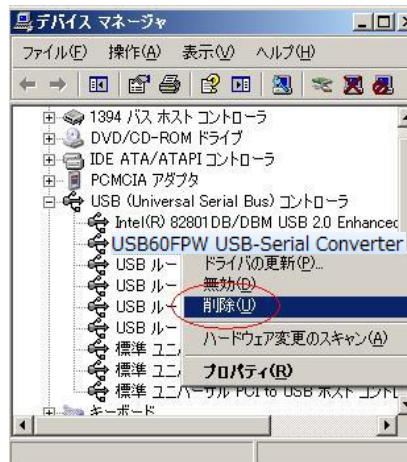 デバイス マネージャ
ファイル(F) 操作(A) 表示(V) ヘルプ(H)
1394 バス ホスト コントローラ
DVD/CD-ROM ドライブ
IDE ATA/ATAPI コントローラ
PCMCIA アダプタ
USB (Universal Serial Bus) コントローラ
Intel(R) 82801DB/DBM USB 2.0 Enhanced
USB60FPW USB-Serial Converter
USB ルー
ドライバの更新(P)...
USB ルー
無効(D)
USB ルー
削除(U)
USB ルー
標準 ユニ
ハードウェア変更のスキャン(A)
標準 ユニ
プロパティ(R)
標準 ユニバーサル PCI to USB ホスト コントロ
キーボード